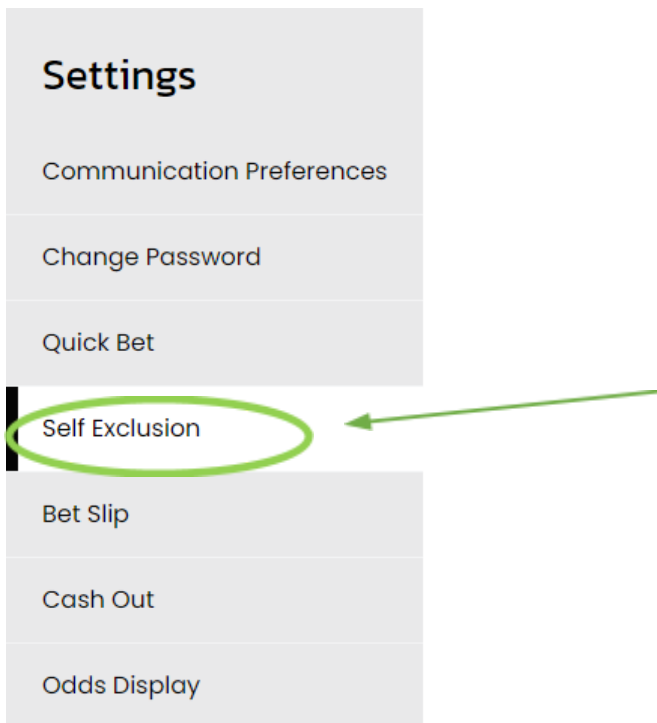 Settings
Communication Preferences
Change Password
Quick Bet
Self Exclusion
Bet Slip
Cash Out
Odds Display